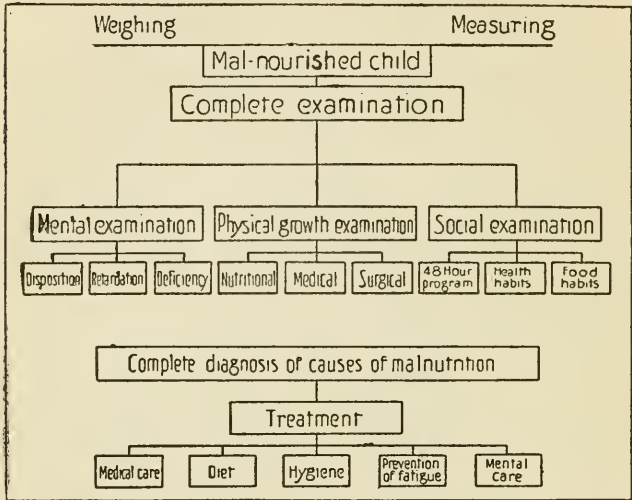 Weighing
Measuring
Mal-nourished child
Complete examination
Mental examination
Physical growth examination
Social examination
Disposition
Retardation
Deficiency
Nutritional
Medical
Surgical
48 Hour
program
Health
habits
Food
habits
Complete diagnosis of causes of malnutrition
Treatment
Medical care
Diet
Hygiene
Prevention
of fatigue
Mental
care